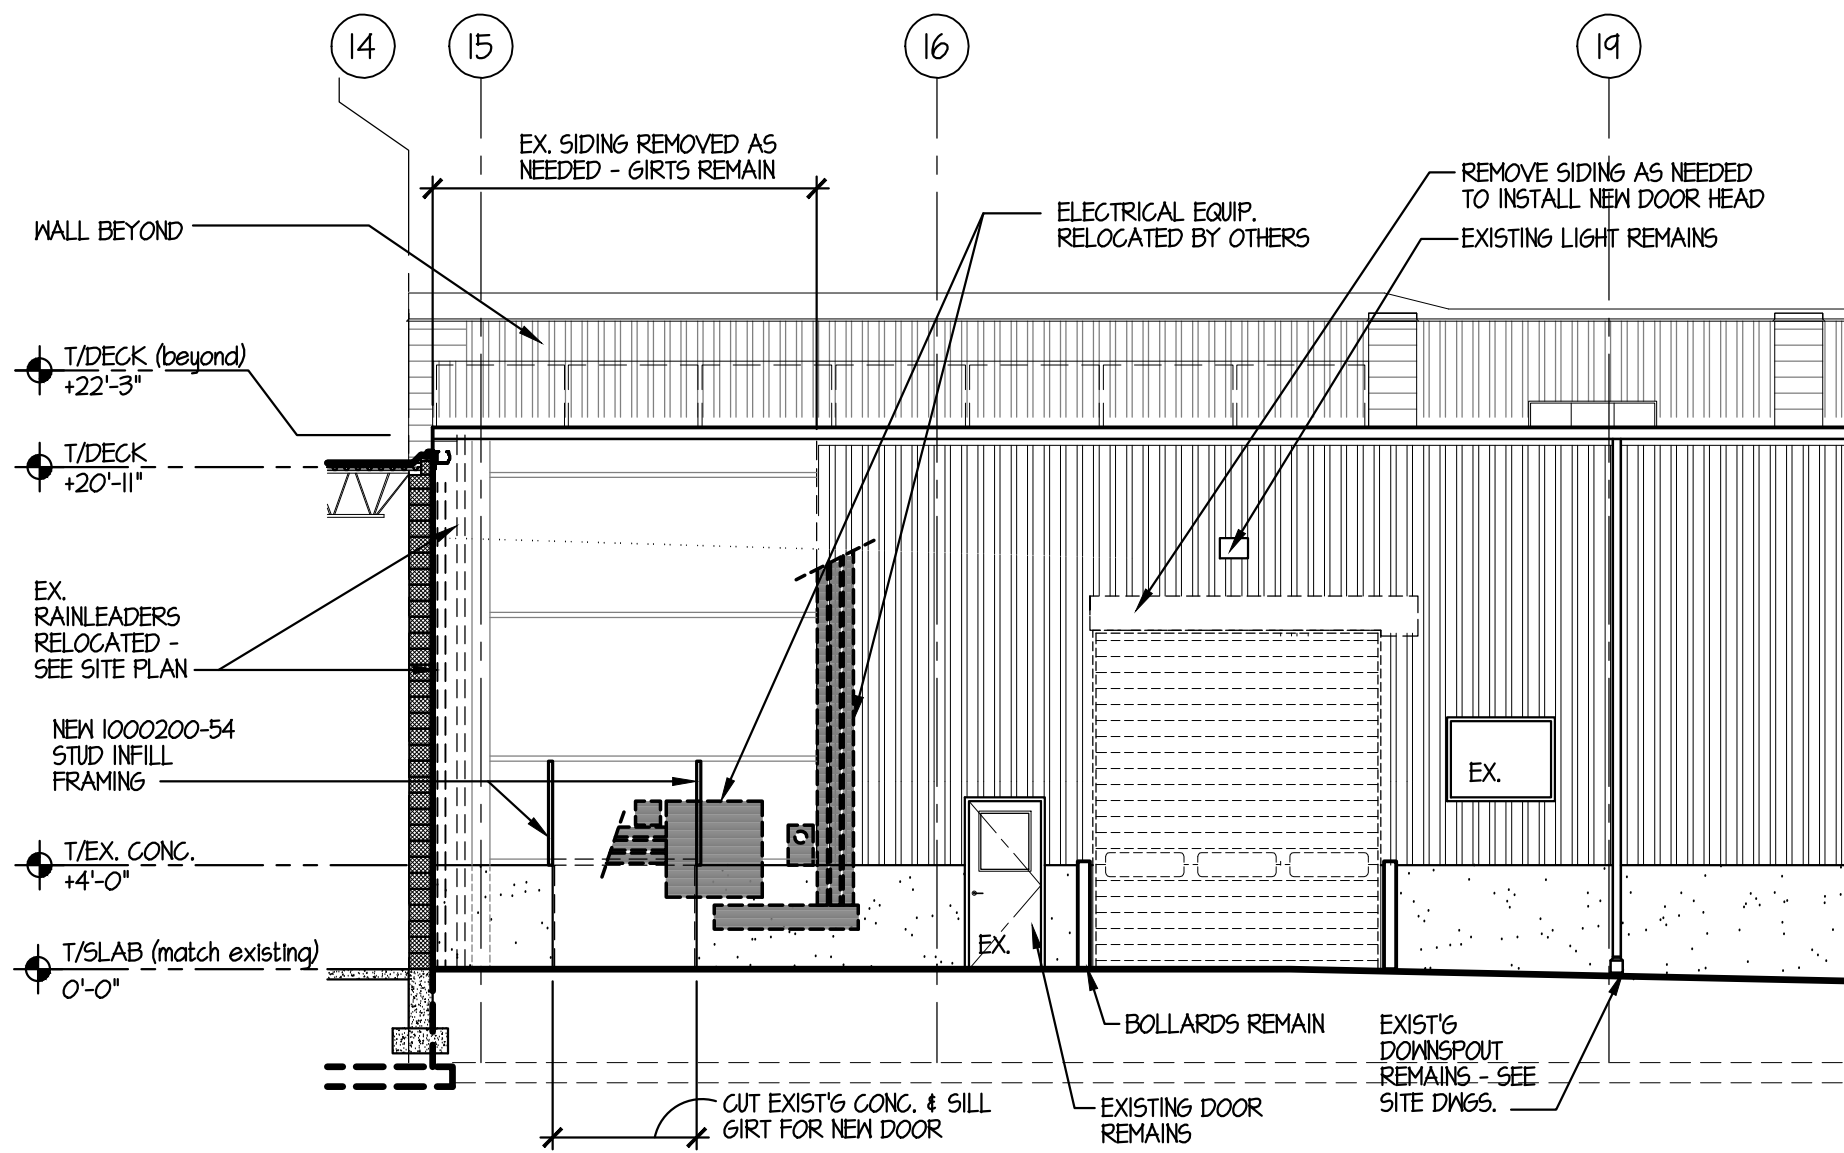 14
15
16
19
EX. SIDING REMOVED AS
NEEDED - GIRTS REMAIN
REMOVE SIDING AS NEEDED
TO INSTALL NEW DOOR HEAD
WALL BEYOND
ELECTRICAL EQUIP.
RELOCATED BY OTHERS
EXISTING LIGHT REMAINS
T/DECK (beyond)
+22'-3"
T/DECK
+20'-11"
EX.
RAINLEADERS
RELOCATED -
SEE SITE PLAN
NEW 1000200-54
STUD INFILL
FRAMING
EX.
T/EX. CONC.
+4'-0"
EX.
T/SLAB (match existing)
0'-0"
BOLLARDS REMAIN
EXIST'G
DOWNSPOUT
REMAINS - SEE
SITE DWGS.
CUT EXIST'G CONC. & SILL
GIRT FOR NEW DOOR
EXISTING DOOR
REMAINS